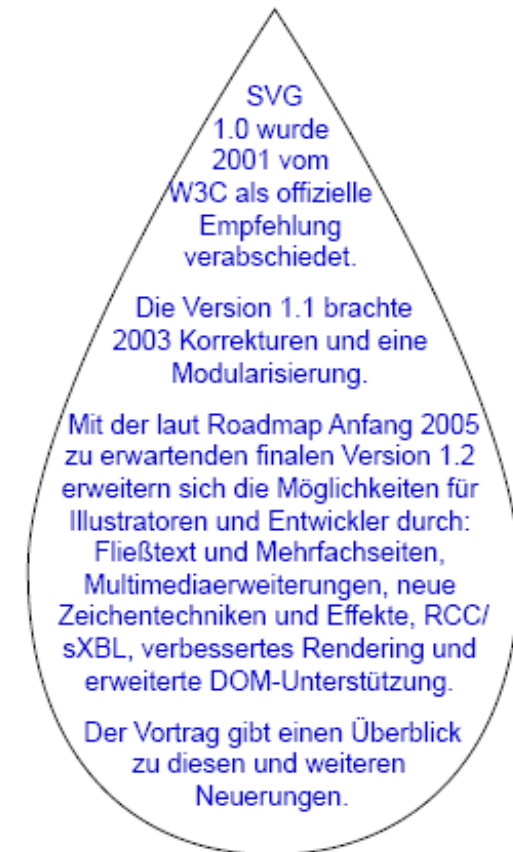 SVG
1.0 wurde
2001 vom
W3C als offizielle
Empfehlung
verabschiedet.
Die Version 1.1 brachte
2003 Korrekturen und eine
Modularisierung.
Mit der laut Roadmap Anfang 2005
zu erwartenden finalen Version 1.2
erweitern sich die Möglichkeiten für
Illustratoren und Entwickler durch:
Fließtext und Mehrfachseiten,
Multimediaerweiterungen, neue
Zeichentechniken und Effekte, RCC/
sXBL, verbessertes Rendering und
erweiterte DOM-Unterstützung.
Der Vortrag gibt einen Überblick
zu diesen und weiteren
Neuerungen.